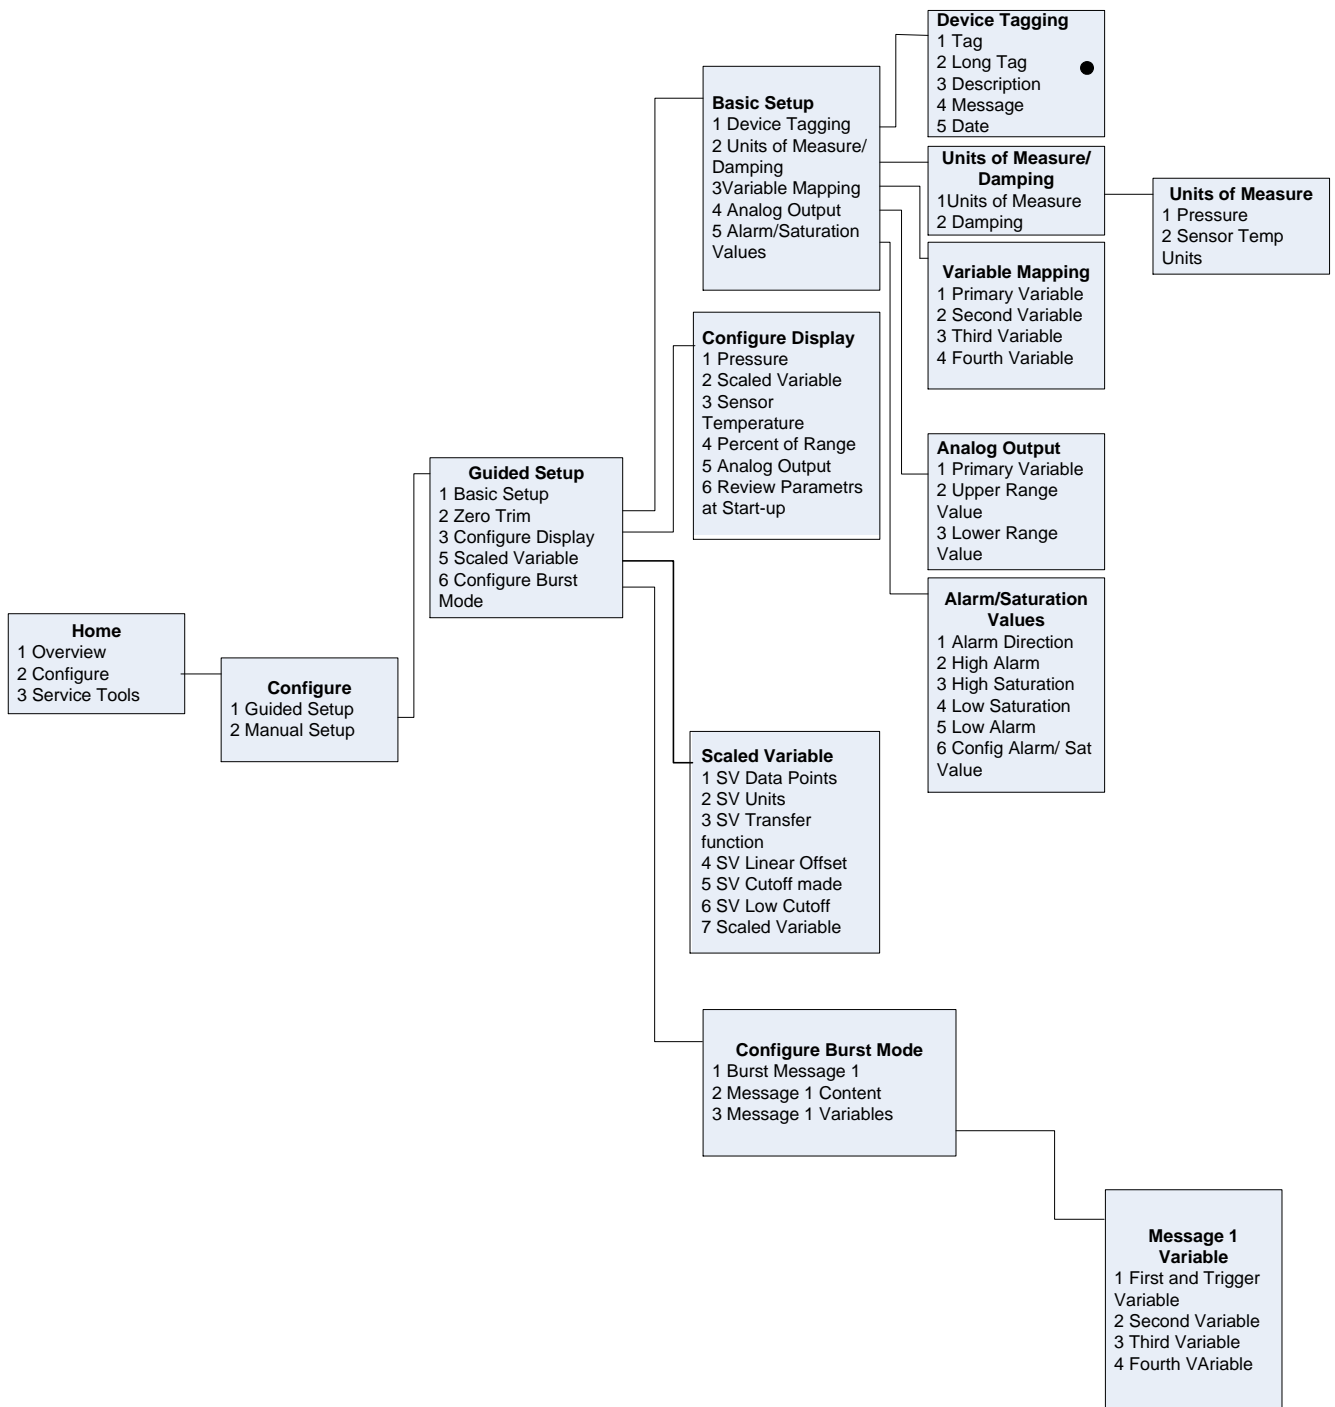 Home
1 Overview
2 Configure
3 Service Tools
Configure
1 Guided Setup
2 Manual Setup
Guided Setup
1 Basic Setup
2 Zero Trim
3 Configure Display
5 Scaled Variable
6 Configure Burst
Mode
Basic Setup
1 Device Tagging
2 Units of Measure/
Damping
3Variable Mapping
4 Analog Output
5 Alarm/Saturation
Values
Configure Display
1 Pressure
2 Scaled Variable
3 Sensor
Temperature
4 Percent of Range
5 Analog Output
6 Review Parametrs
at Start-up
Scaled Variable
1 SV Data Points
2 SV Units
3 SV Transfer
function
4 SV Linear Offset
5 SV Cutoff made
6 SV Low Cutoff
7 Scaled Variable
Configure Burst Mode
1 Burst Message 1
2 Message 1 Content
3 Message 1 Variables
Device Tagging
1 Tag
2 Long Tag
3 Description
4 Message
5 Date
Units of Measure/
Damping
1Units of Measure
2 Damping
Variable Mapping
1 Primary Variable
2 Second Variable
3 Third Variable
4 Fourth Variable
Analog Output
1 Primary Variable
2 Upper Range
Value
3 Lower Range
Value
Alarm/Saturation
Values
1 Alarm Direction
2 High Alarm
3 High Saturation
4 Low Saturation
5 Low Alarm
6 Config Alarm/ Sat
Value
Units of Measure
1 Pressure
2 Sensor Temp
Units
Message 1
Variable
1 First and Trigger
Variable
2 Second Variable
3 Third Variable
4 Fourth VAriable